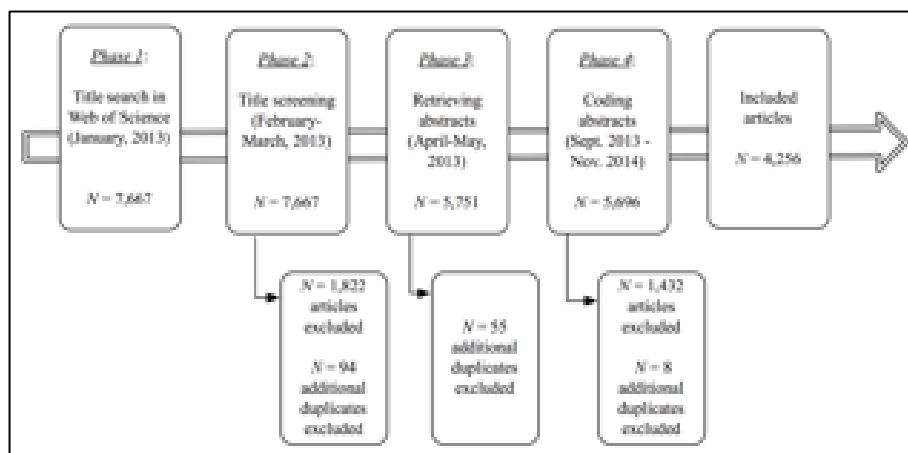 Phase 1:
Title search in
Web of Science
(January, 2013)
N = 7,667
Phase 2:
Title screening
(February-
March, 2013)
N = 7,667
Phase 3:
Retrieving
abstracts
(April-May,
2013)
N = 5,751
Phase 4:
Coding
abstracts
(Sept. 2013 -
Nov. 2014)
N = 5,696
Included
articles
N = 4,256
N = 1,822
articles
excluded
N = 94
additional
duplicates
excluded
N = 55
additional
duplicates
excluded
N = 1,432
articles
excluded
N = 8
additional
duplicates
excluded